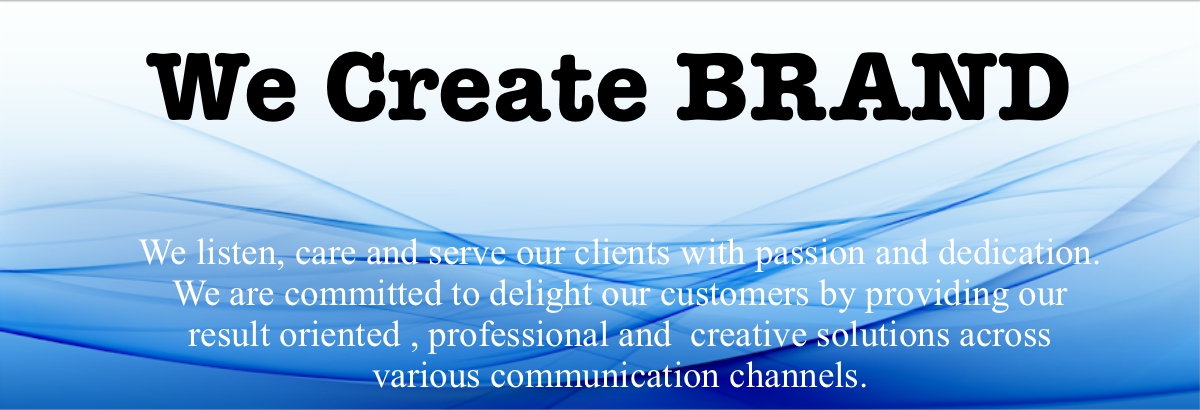 We Create BRAND
We listen, care and serve our clients with passion and dedication.
We are committed to delight our customers by providing our
result oriented , professional and  creative solutions across
various communication channels.